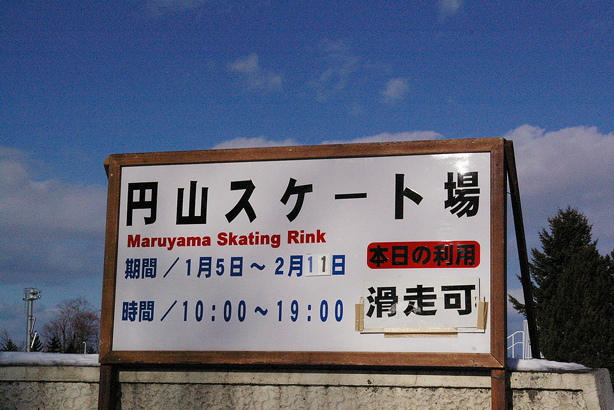 円山スケート場
Maruyama Skating Rink
期間／1月5日～2月11日
本日の利用
時間／10:00～19:00
滑走可